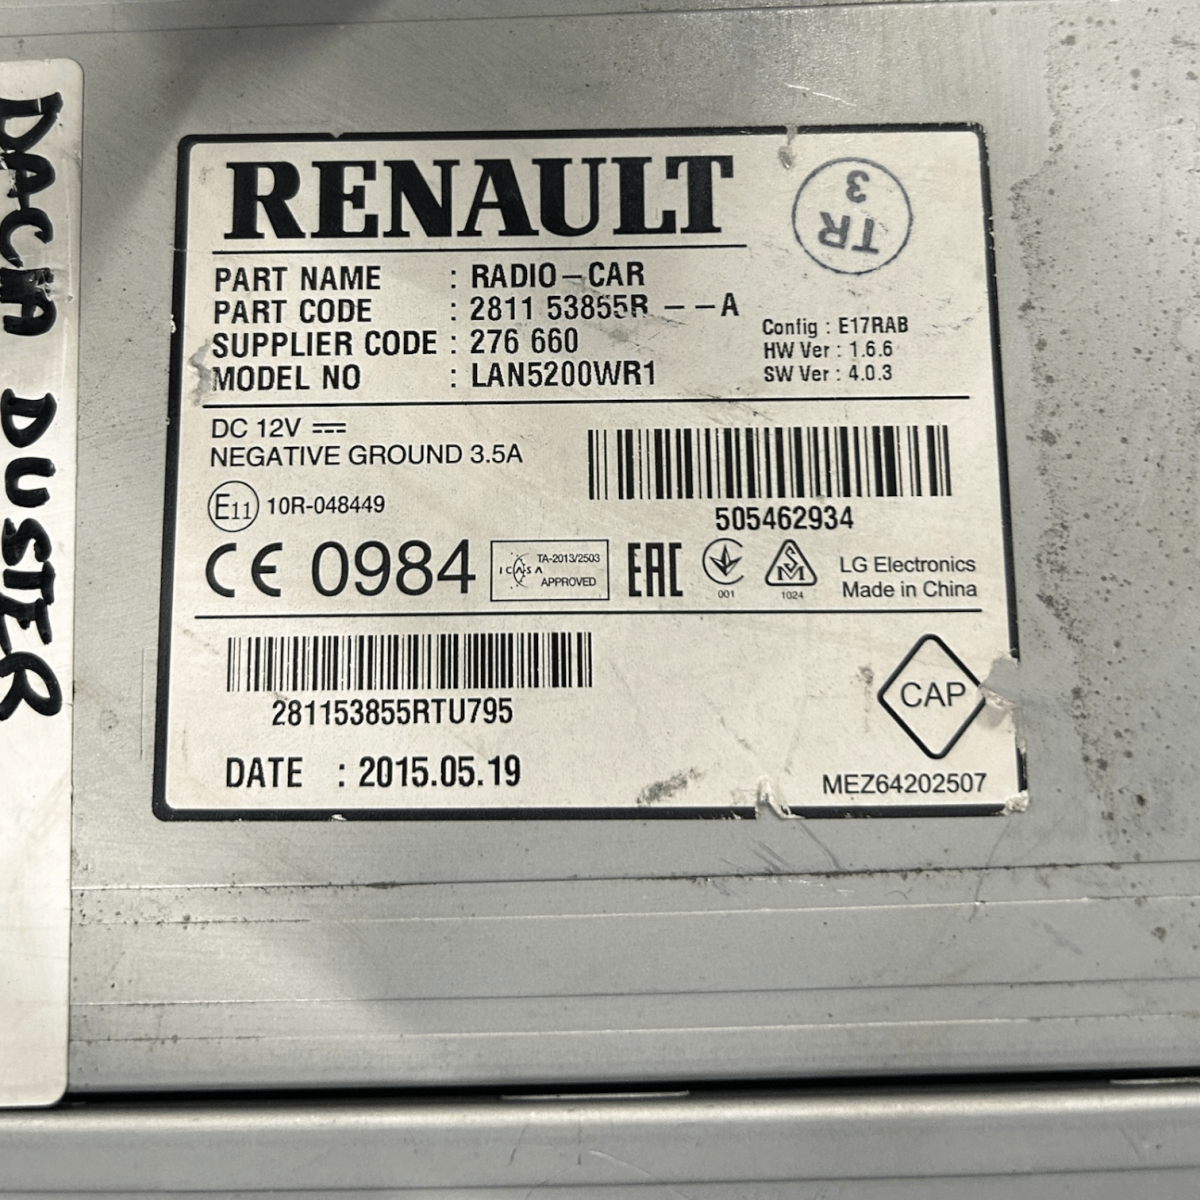 DACIA DUSTER
RENAULT
TR
3
PART NAME : RADIO-CAR
PART CODE : 2811 53855R --A
SUPPLIER CODE : 276 660
MODEL NO : LAN5200WR1
Config : E17RAB
HW Ver : 1.6.6
SW Ver : 4.0.3
DC 12V
NEGATIVE GROUND 3.5A
E11 10R-048449
505462934
CE 0984
ICASA
TA-2013/2503
APPROVED
EAC
001
SM
1024
LG Electronics
Made in China
281153855RTU795
CAP
DATE : 2015.05.19
MEZ64202507